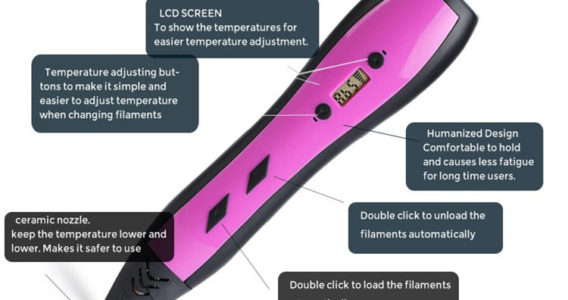 LCD SCREEN
To show the temperatures for
easier temperature adjustment.
Temperature adjusting but-
tons to make it simple and
easier to adjust temperature
when changing filaments
Humanized Design
Comfortable to hold
and causes less fatigue
for long time users.
Double click to unload the
filaments automatically
ceramic nozzle.
keep the temperature lower and
lower. Makes it safer to use
Double click to load the filaments